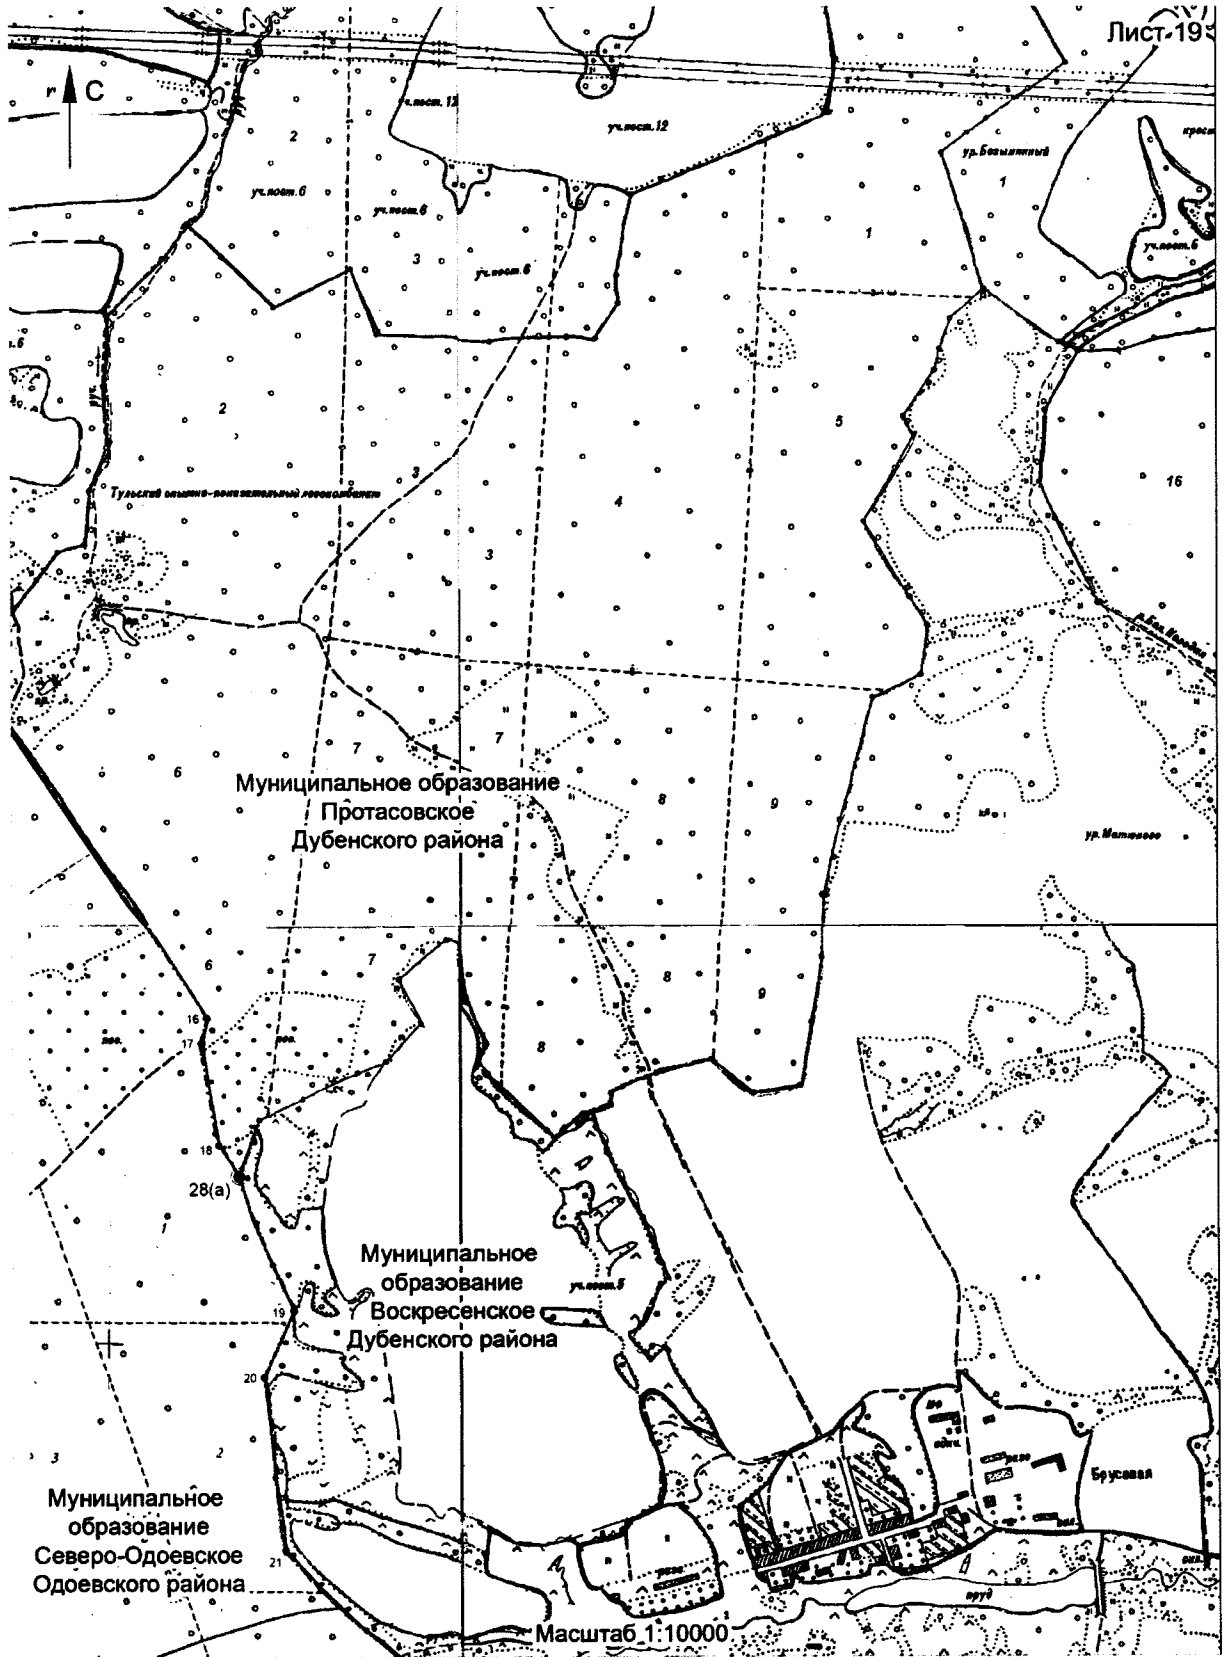 Лист 19
С
уч.пост.12
уч.пост.12
ур.Безымянный
2
1
уч.пост.6
уч.пост.6
уч.пост.6
уч.пост.6
3
1
руч.
2
5
3
16
Тульский опытно-показательный лесокомбинат
4
3
7
7
6
8
9
Муниципальное образование
Протасовское
Дубенского района
ур.Матюково
6
7
8
9
16
17
8
18
28(а)
1
Муниципальное
образование
Воскресенское
Дубенского района
уч.пост.5
19
20
3
2
Брусовая
Муниципальное
образование
Северо-Одоевское
Одоевского района
21
пруд
Масштаб 1:10000